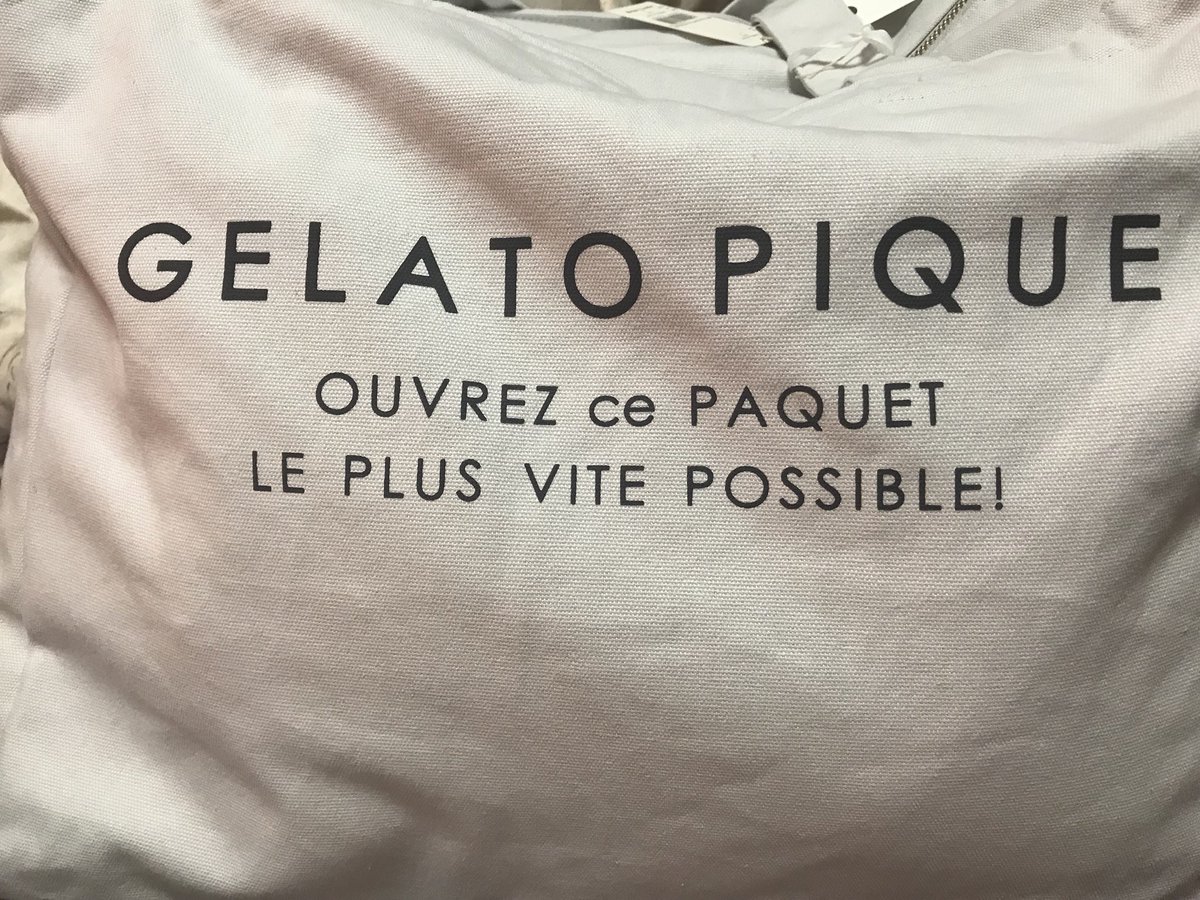 GELATO PIQUE
OUVREZ ce PAQUET
LE PLUS VITE POSSIBLE!